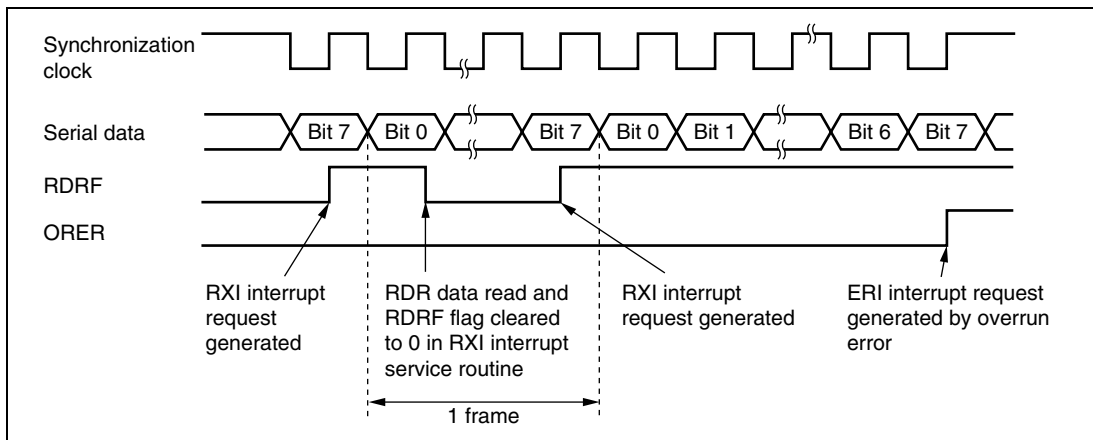 Synchronization
clock
Serial data
Bit 7
Bit 0
Bit 7
Bit 0
Bit 1
Bit 6
Bit 7
RDRF
ORER
RXI interrupt
request
generated
RDR data read and
RDRF flag cleared
to 0 in RXI interrupt
service routine
RXI interrupt
request generated
ERI interrupt request
generated by overrun
error
1 frame